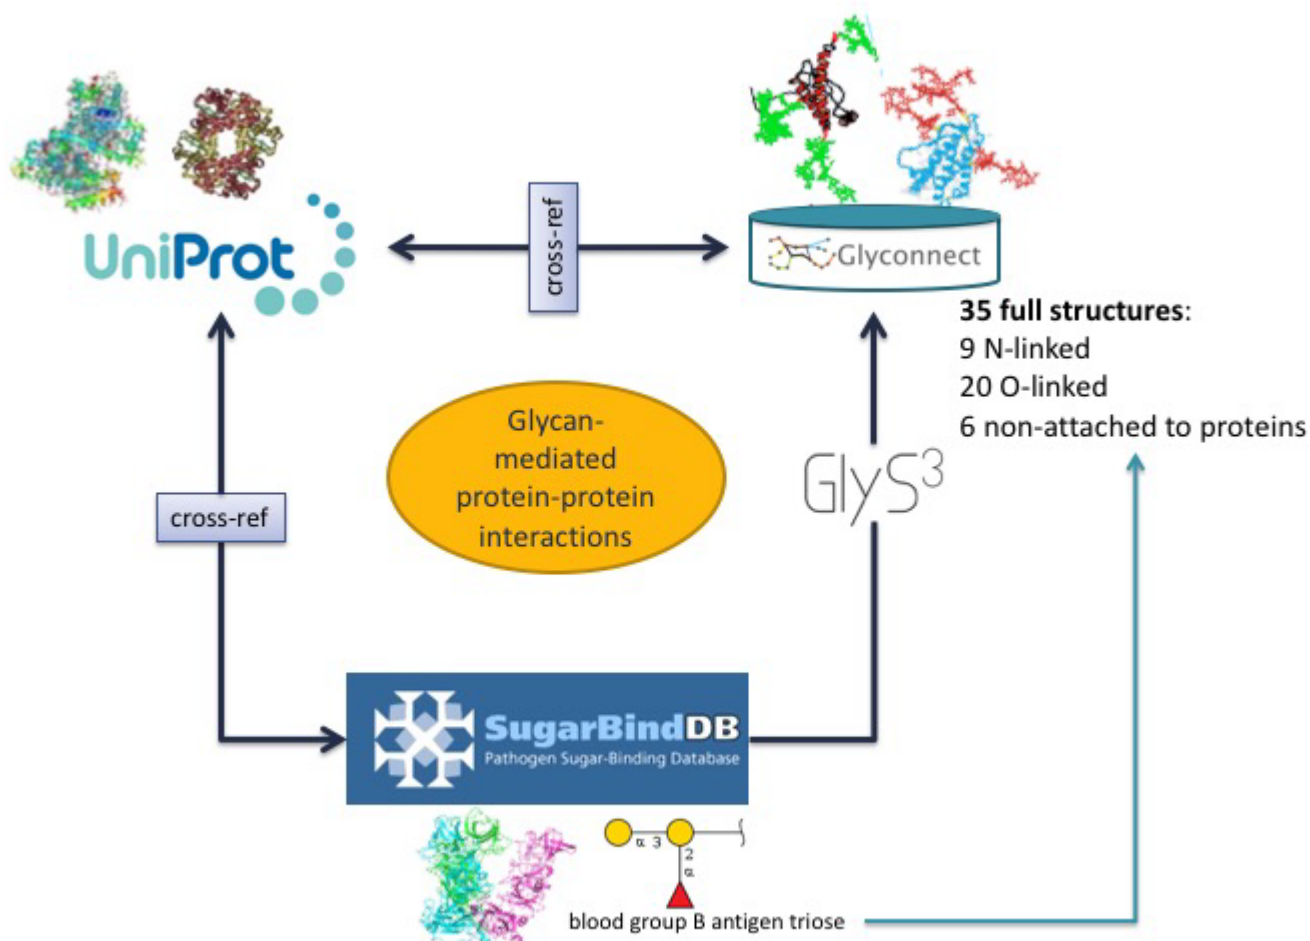 UniProt
cross-ref
Glyconnect
35 full structures:
9 N-linked
20 O-linked
6 non-attached to proteins
Glycan-
mediated
protein-protein
interactions
GlyS3
cross-ref
SugarBindDB
Pathogen Sugar-Binding Database
α 3
2
α
blood group B antigen triose